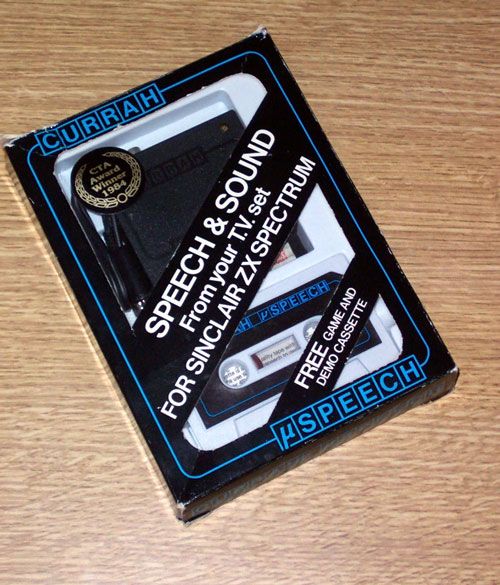 CURRAH
CTA
Award
Winner
1984
SPEECH & SOUND
From your T.V. set
FOR SINCLAIR ZX SPECTRUM
AH µSPEECH
FREE GAME AND
DEMO CASSETTE
µSPEECH